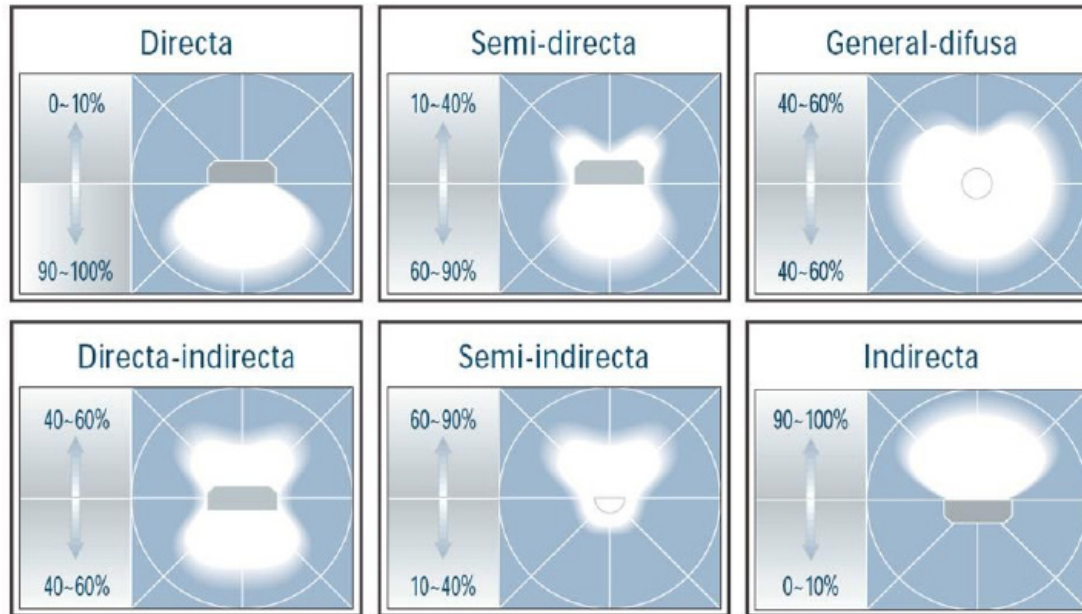 Directa
0~10%
90~100%
Semi-directa
10~40%
60~90%
General-difusa
40~60%
40~60%
Directa-indirecta
40~60%
40~60%
Semi-indirecta
60~90%
10~40%
Indirecta
90~100%
0~10%